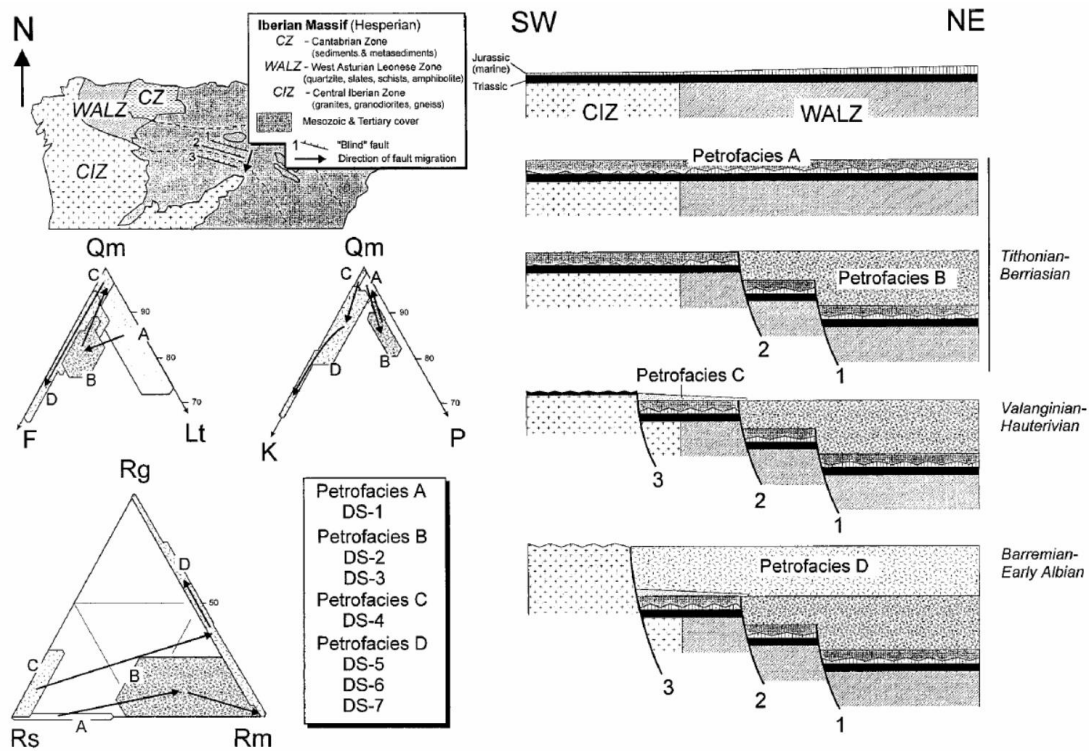 N
Iberian Massif (Hesperian)
CZ - Cantabrian Zone
(sediments & metasediments)
WALZ - West Asturian Leonese Zone
(quartzite, slates, schists, amphibolite)
CIZ - Central Iberian Zone
(granites, granodiorites, gneiss)
Mesozoic & Tertiary cover
1 "Blind" fault
Direction of fault migration
CZ
WALZ
CIZ
1
2
3
Qm
C
90
A
80
B
D
70
F
Lt
Qm
C
A
90
B
80
D
70
K
P
Rg
D
50
C
B
A
Rs
Rm
Petrofacies A
DS-1
Petrofacies B
DS-2
DS-3
Petrofacies C
DS-4
Petrofacies D
DS-5
DS-6
DS-7
SW
NE
Jurassic
(marine)
Triassic
CIZ
WALZ
Petrofacies A
Petrofacies B
2
1
Tithonian-
Berriasian
Petrofacies C
3
2
1
Valanginian-
Hauterivian
Petrofacies D
3
2
1
Barremian-
Early Albian